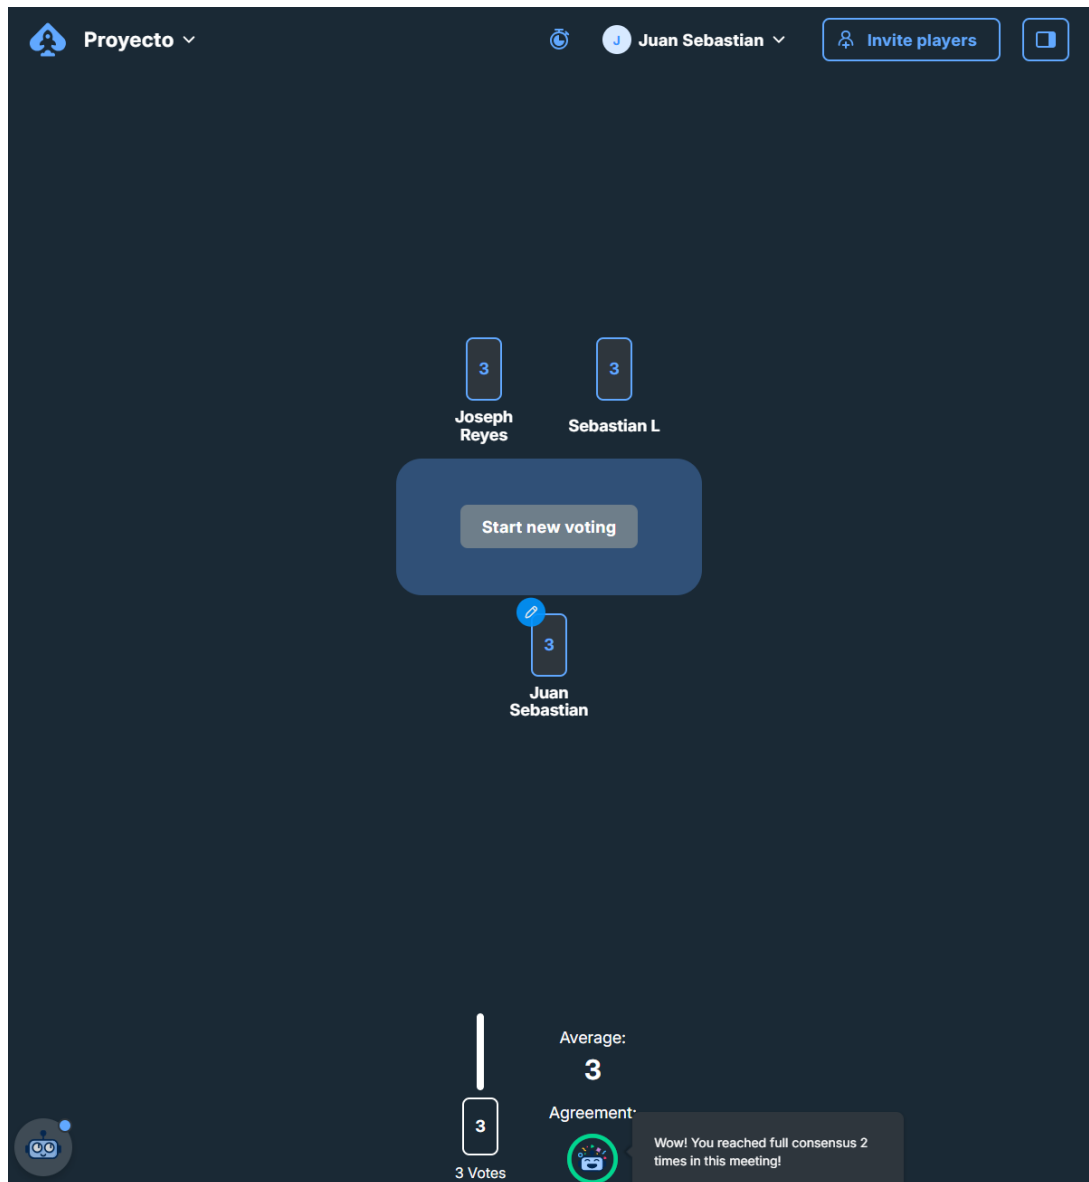 Proyecto
J Juan Sebastian
Invite players
3 3
Joseph
Reyes
Sebastian L
Start new voting
3
Juan
Sebastian
Average:
3
Agreement:
3
3 Votes
Wow! You reached full consensus 2
times in this meeting!